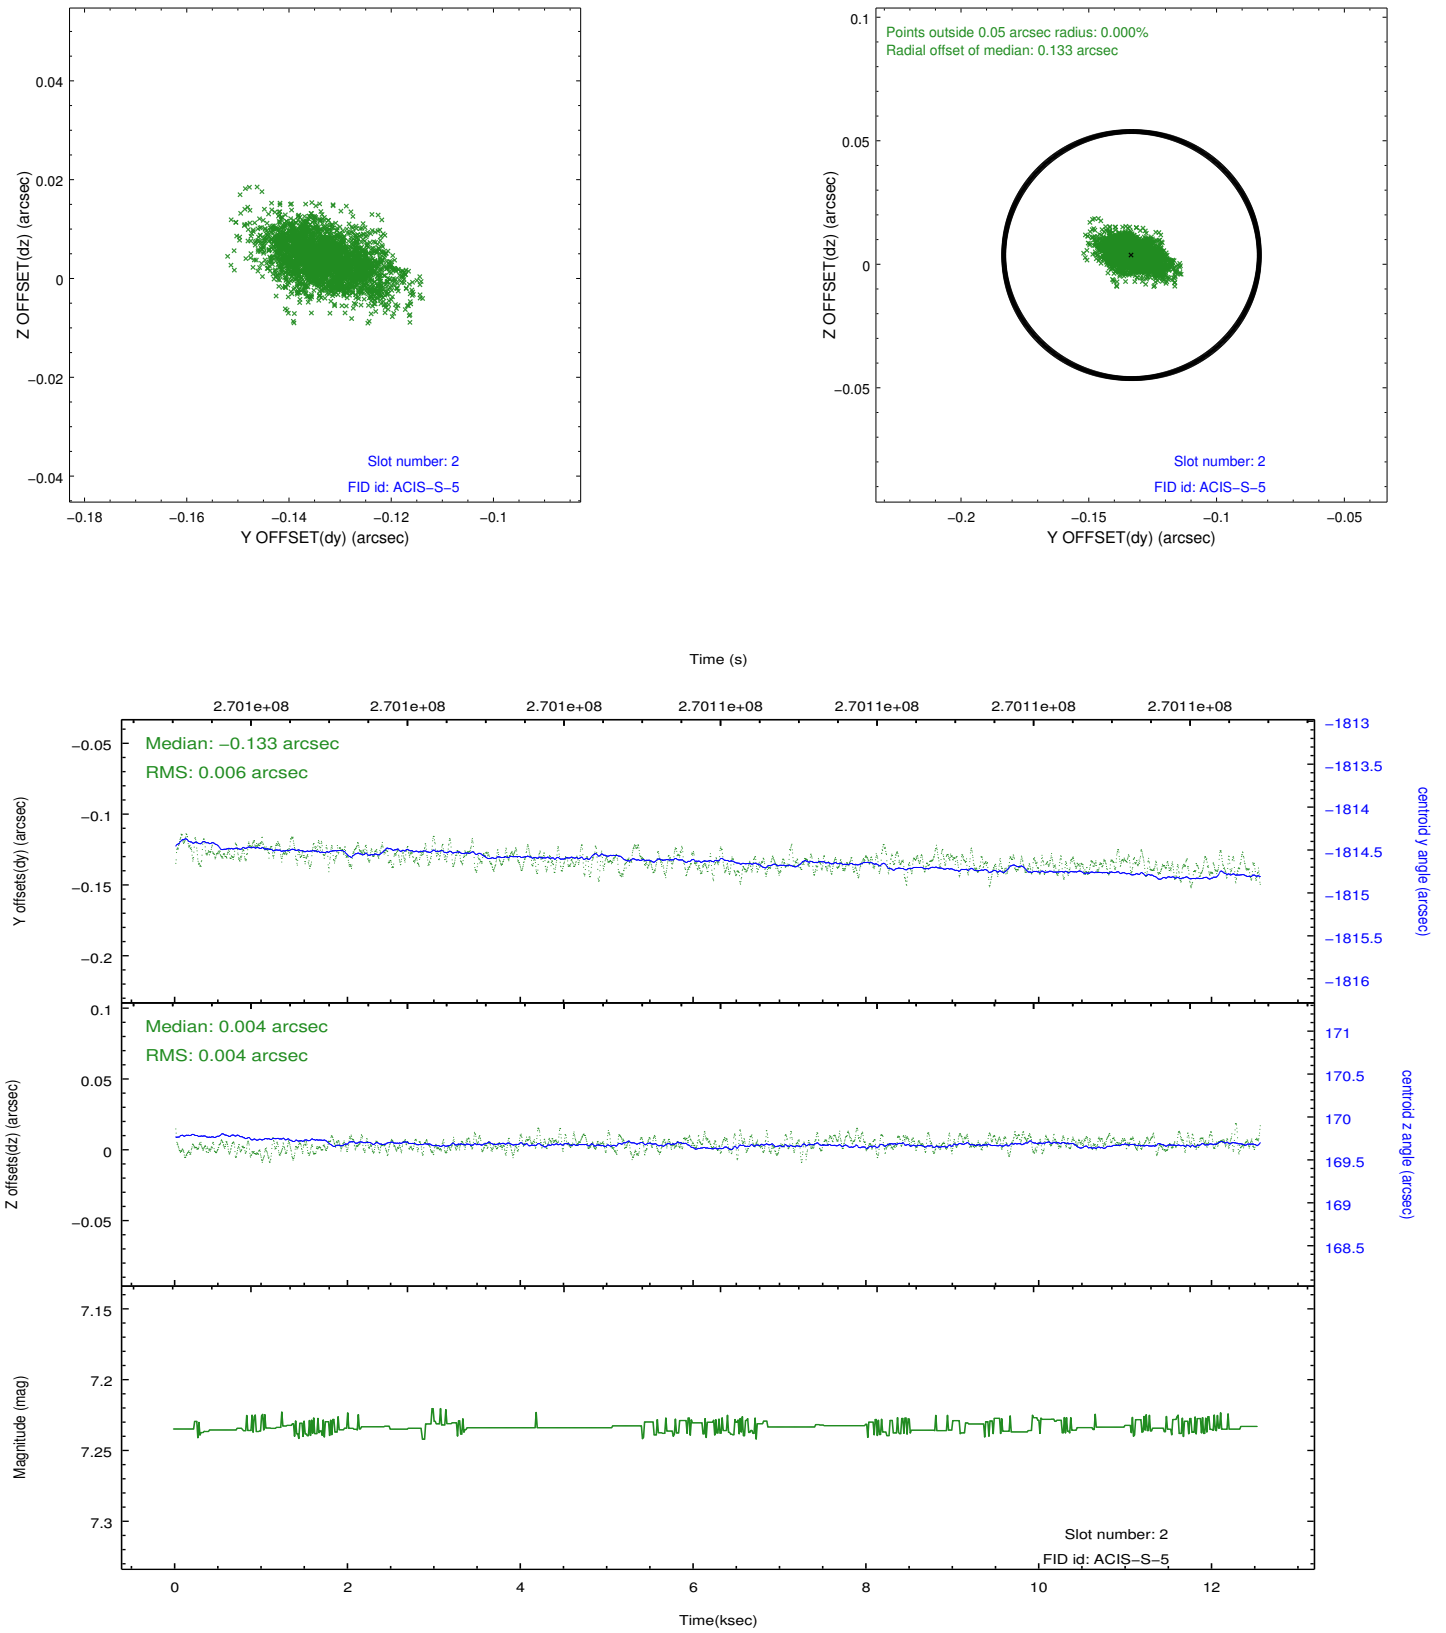 0.04
0.02
0
−0.02
−0.04
Z OFFSET(dz) (arcsec)
−0.18
−0.16
−0.14
−0.12
−0.1
Y OFFSET(dy) (arcsec)
Slot number: 2
FID id: ACIS−S−5
Points outside 0.05 arcsec radius: 0.000%
Radial offset of median: 0.133 arcsec
0.1
0.05
0
−0.05
Z OFFSET(dz) (arcsec)
−0.2
−0.15
−0.1
−0.05
Y OFFSET(dy) (arcsec)
Slot number: 2
FID id: ACIS−S−5
Time (s)
2.701e+08
2.701e+08
2.701e+08
2.7011e+08
2.7011e+08
2.7011e+08
2.7011e+08
Median: −0.133 arcsec
RMS: 0.006 arcsec
−0.05
−0.1
−0.15
−0.2
Y offsets(dy) (arcsec)
−1813
−1813.5
−1814
−1814.5
−1815
−1815.5
−1816
centroid y angle (arcsec)
Median: 0.004 arcsec
RMS: 0.004 arcsec
0.1
0.05
0
−0.05
Z offsets(dz) (arcsec)
171
170.5
170
169.5
169
168.5
centroid z angle (arcsec)
7.15
7.2
7.25
7.3
Magnitude (mag)
Slot number: 2
FID id: ACIS−S−5
0
2
4
6
8
10
12
Time(ksec)